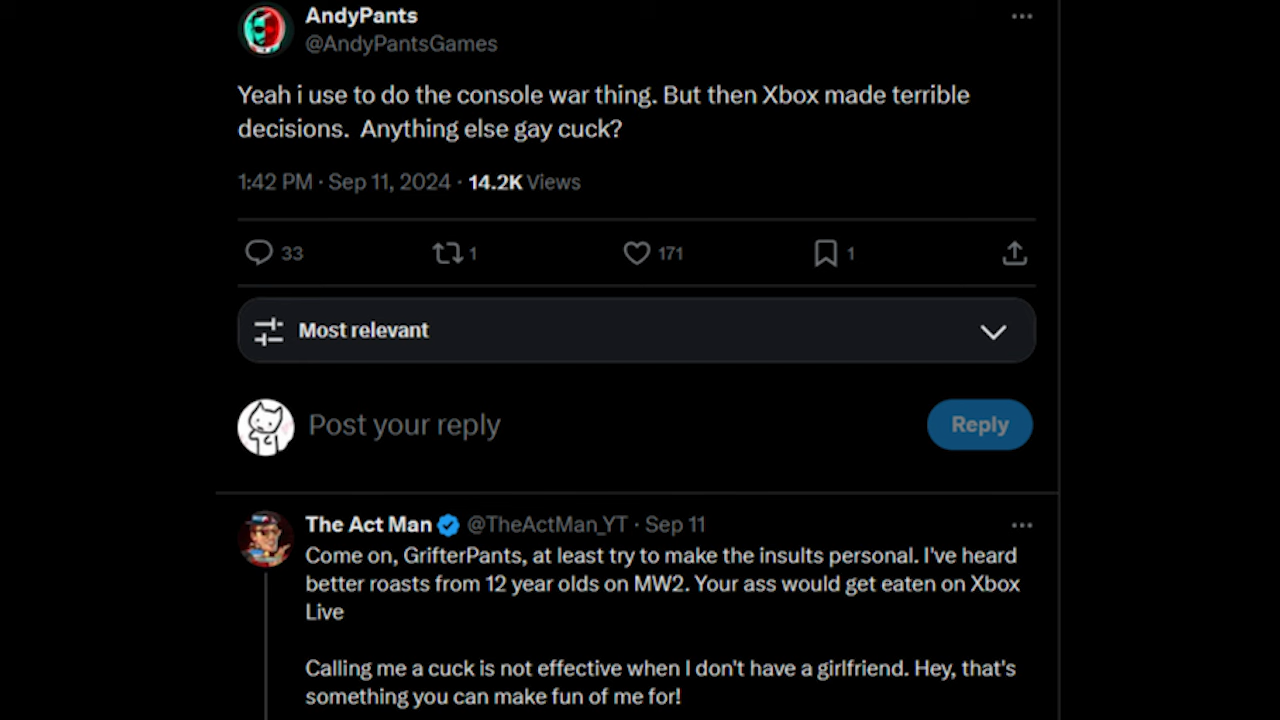 AndyPants
@AndyPantsGames
Yeah i use to do the console war thing. But then Xbox made terrible
decisions.  Anything else gay cuck?
1:42 PM · Sep 11, 2024 · 14.2K Views
33 1 171 1
Most relevant
Post your reply Reply
The Act Man @TheActMan_YT · Sep 11
Come on, GrifterPants, at least try to make the insults personal. I've heard
better roasts from 12 year olds on MW2. Your ass would get eaten on Xbox
Live
Calling me a cuck is not effective when I don't have a girlfriend. Hey, that's
something you can make fun of me for!